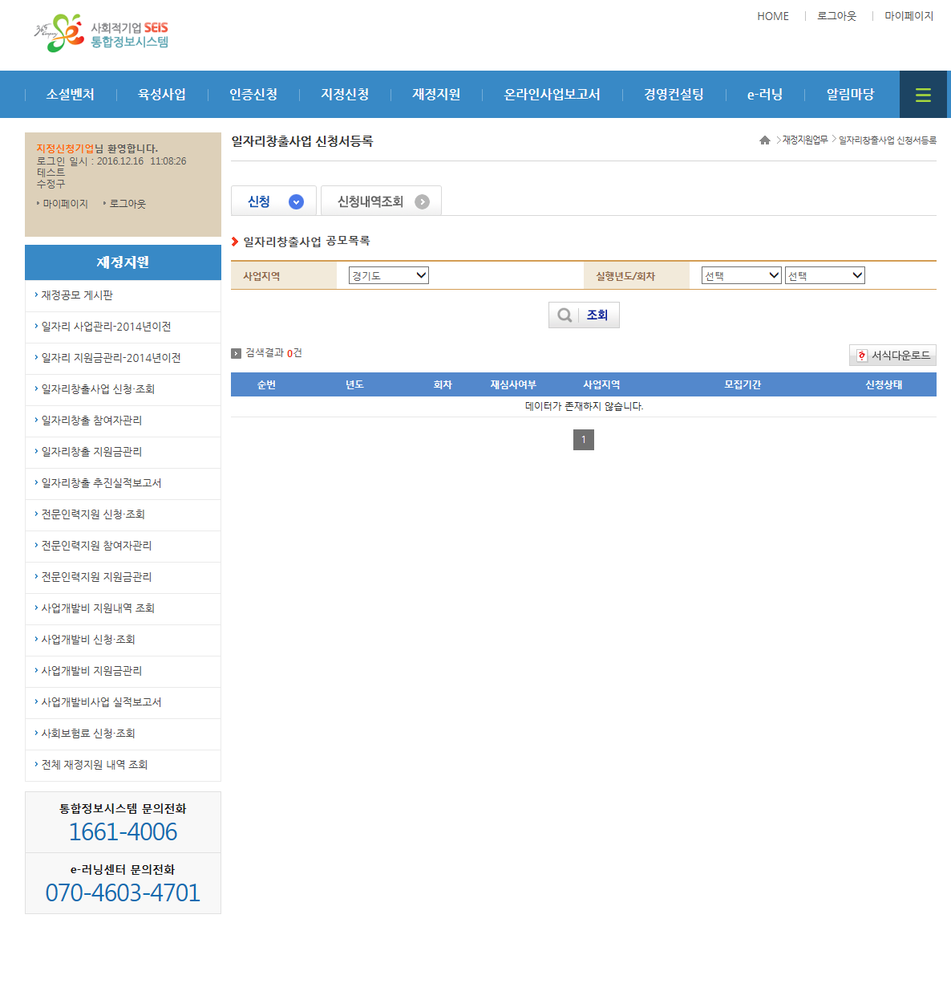 HOME 로그아웃 마이페이지
365 company 사회적기업 SEIS
통합정보시스템
소셜벤처 육성사업 인증신청 지정신청 재정지원 온라인사업보고서 경영컨설팅 e-러닝 알림마당
지정신청기업님 환영합니다.
로그인 일시 : 2016.12.16 11:08:26
테스트
수정구
마이페이지 로그아웃
재정지원
재정공모 게시판
일자리 사업관리-2014년이전
일자리 지원금관리-2014년이전
일자리창출사업 신청·조회
일자리창출 참여자관리
일자리창출 지원금관리
일자리창출 추진실적보고서
전문인력지원 신청·조회
전문인력지원 참여자관리
전문인력지원 지원금관리
사업개발비 지원내역 조회
사업개발비 신청·조회
사업개발비 지원금관리
사업개발비사업 실적보고서
사회보험료 신청·조회
전체 재정지원 내역 조회
통합정보시스템 문의전화
1661-4006
e-러닝센터 문의전화
070-4603-4701
일자리창출사업 신청서등록
재정지원업무 > 일자리창출사업 신청서등록
신청 신청내역조회
일자리창출사업 공모목록
사업지역 경기도 실행년도/회차 선택 선택
조회
검색결과 0건
서식다운로드
순번 년도 회차 재심사여부 사업지역 모집기간 신청상태
데이터가 존재하지 않습니다.
1